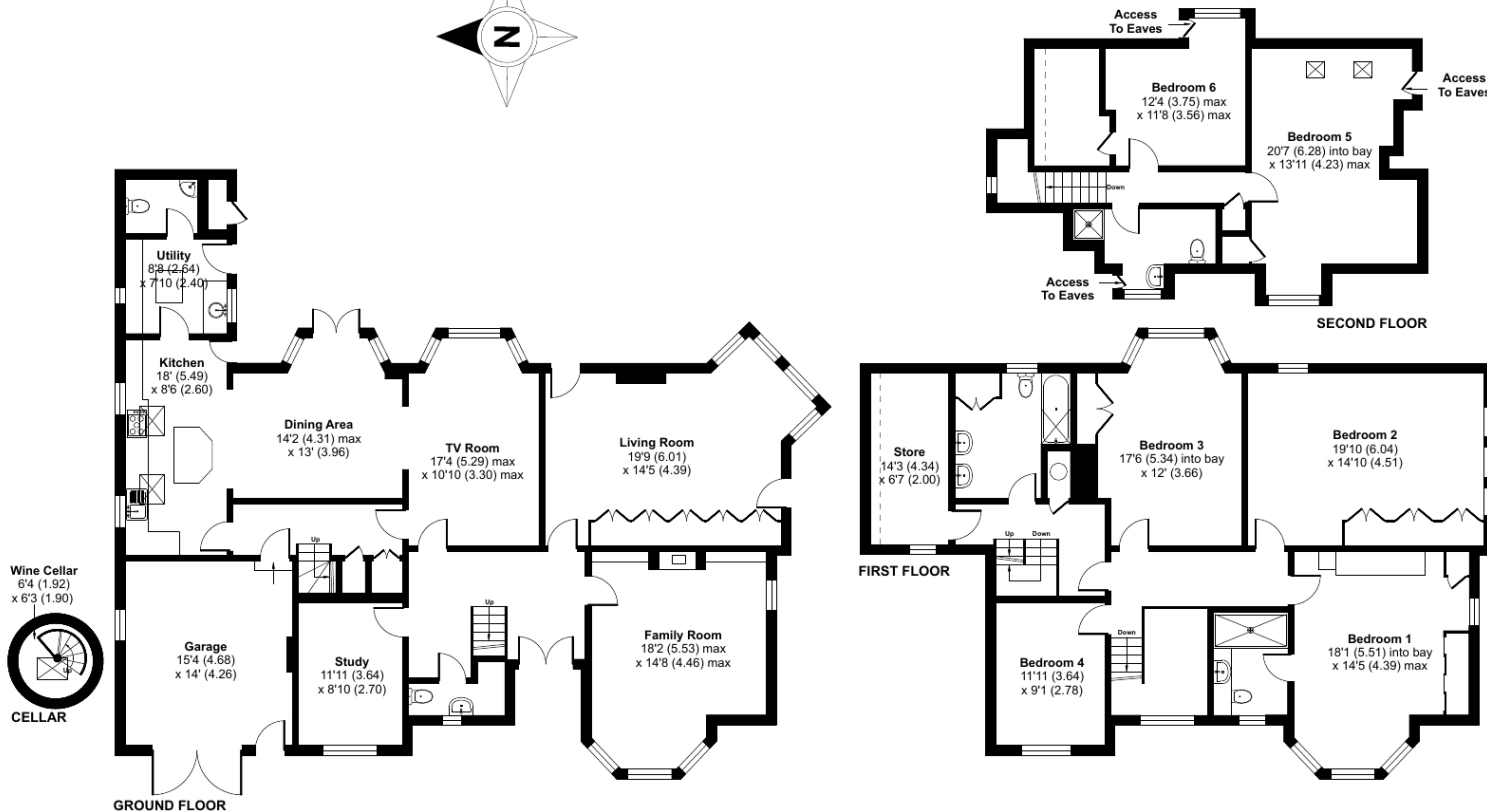 N
Access
To Eaves
Bedroom 6
12'4 (3.75) max
x 11'8 (3.56) max
Access
To Eaves
Bedroom 5
20'7 (6.28) into bay
x 13'11 (4.23) max
Down
Access
To Eaves
SECOND FLOOR
Utility
8'8 (2.64)
x 7'10 (2.40)
Kitchen
18' (5.49)
x 8'6 (2.60)
Dining Area
14'2 (4.31) max
x 13' (3.96)
TV Room
17'4 (5.29) max
x 10'10 (3.30) max
Living Room
19'9 (6.01)
x 14'5 (4.39)
Up
Wine Cellar
6'4 (1.92)
x 6'3 (1.90)
Up
CELLAR
Garage
15'4 (4.68)
x 14' (4.26)
Study
11'11 (3.64)
x 8'10 (2.70)
Up
Family Room
18'2 (5.53) max
x 14'8 (4.46) max
GROUND FLOOR
Store
14'3 (4.34)
x 6'7 (2.00)
Bedroom 3
17'6 (5.34) into bay
x 12' (3.66)
Bedroom 2
19'10 (6.04)
x 14'10 (4.51)
Up
Down
FIRST FLOOR
Bedroom 4
11'11 (3.64)
x 9'1 (2.78)
Down
Bedroom 1
18'1 (5.51) into bay
x 14'5 (4.39) max